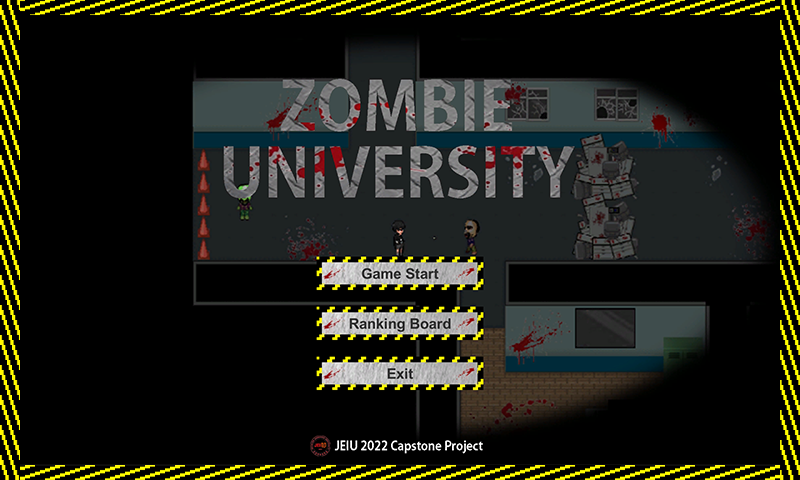 ZOMBIE
UNIVERSITY
Game Start
Ranking Board
Exit
JEIU 2022 Capstone Project